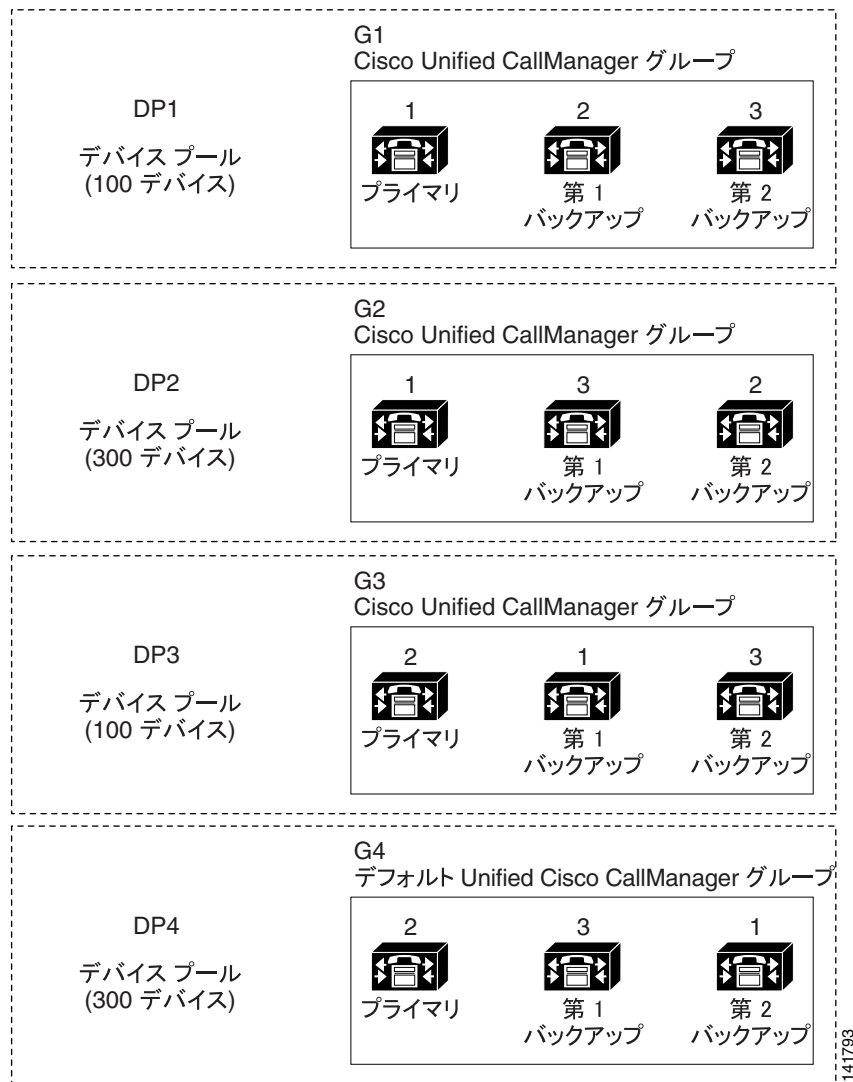 G1
Cisco Unified CallManager グループ
DP1
デバイス プール
(100 デバイス)
1 2 3
プライマリ 第 1 第 2
バックアップ バックアップ
G2
Cisco Unified CallManager グループ
DP2
デバイス プール
(300 デバイス)
1 3 2
プライマリ 第 1 第 2
バックアップ バックアップ
G3
Cisco Unified CallManager グループ
DP3
デバイス プール
(100 デバイス)
2 1 3
プライマリ 第 1 第 2
バックアップ バックアップ
G4
デフォルト Unified Cisco CallManager グループ
DP4
デバイス プール
(300 デバイス)
2 3 1
プライマリ 第 1 第 2
バックアップ バックアップ
141793